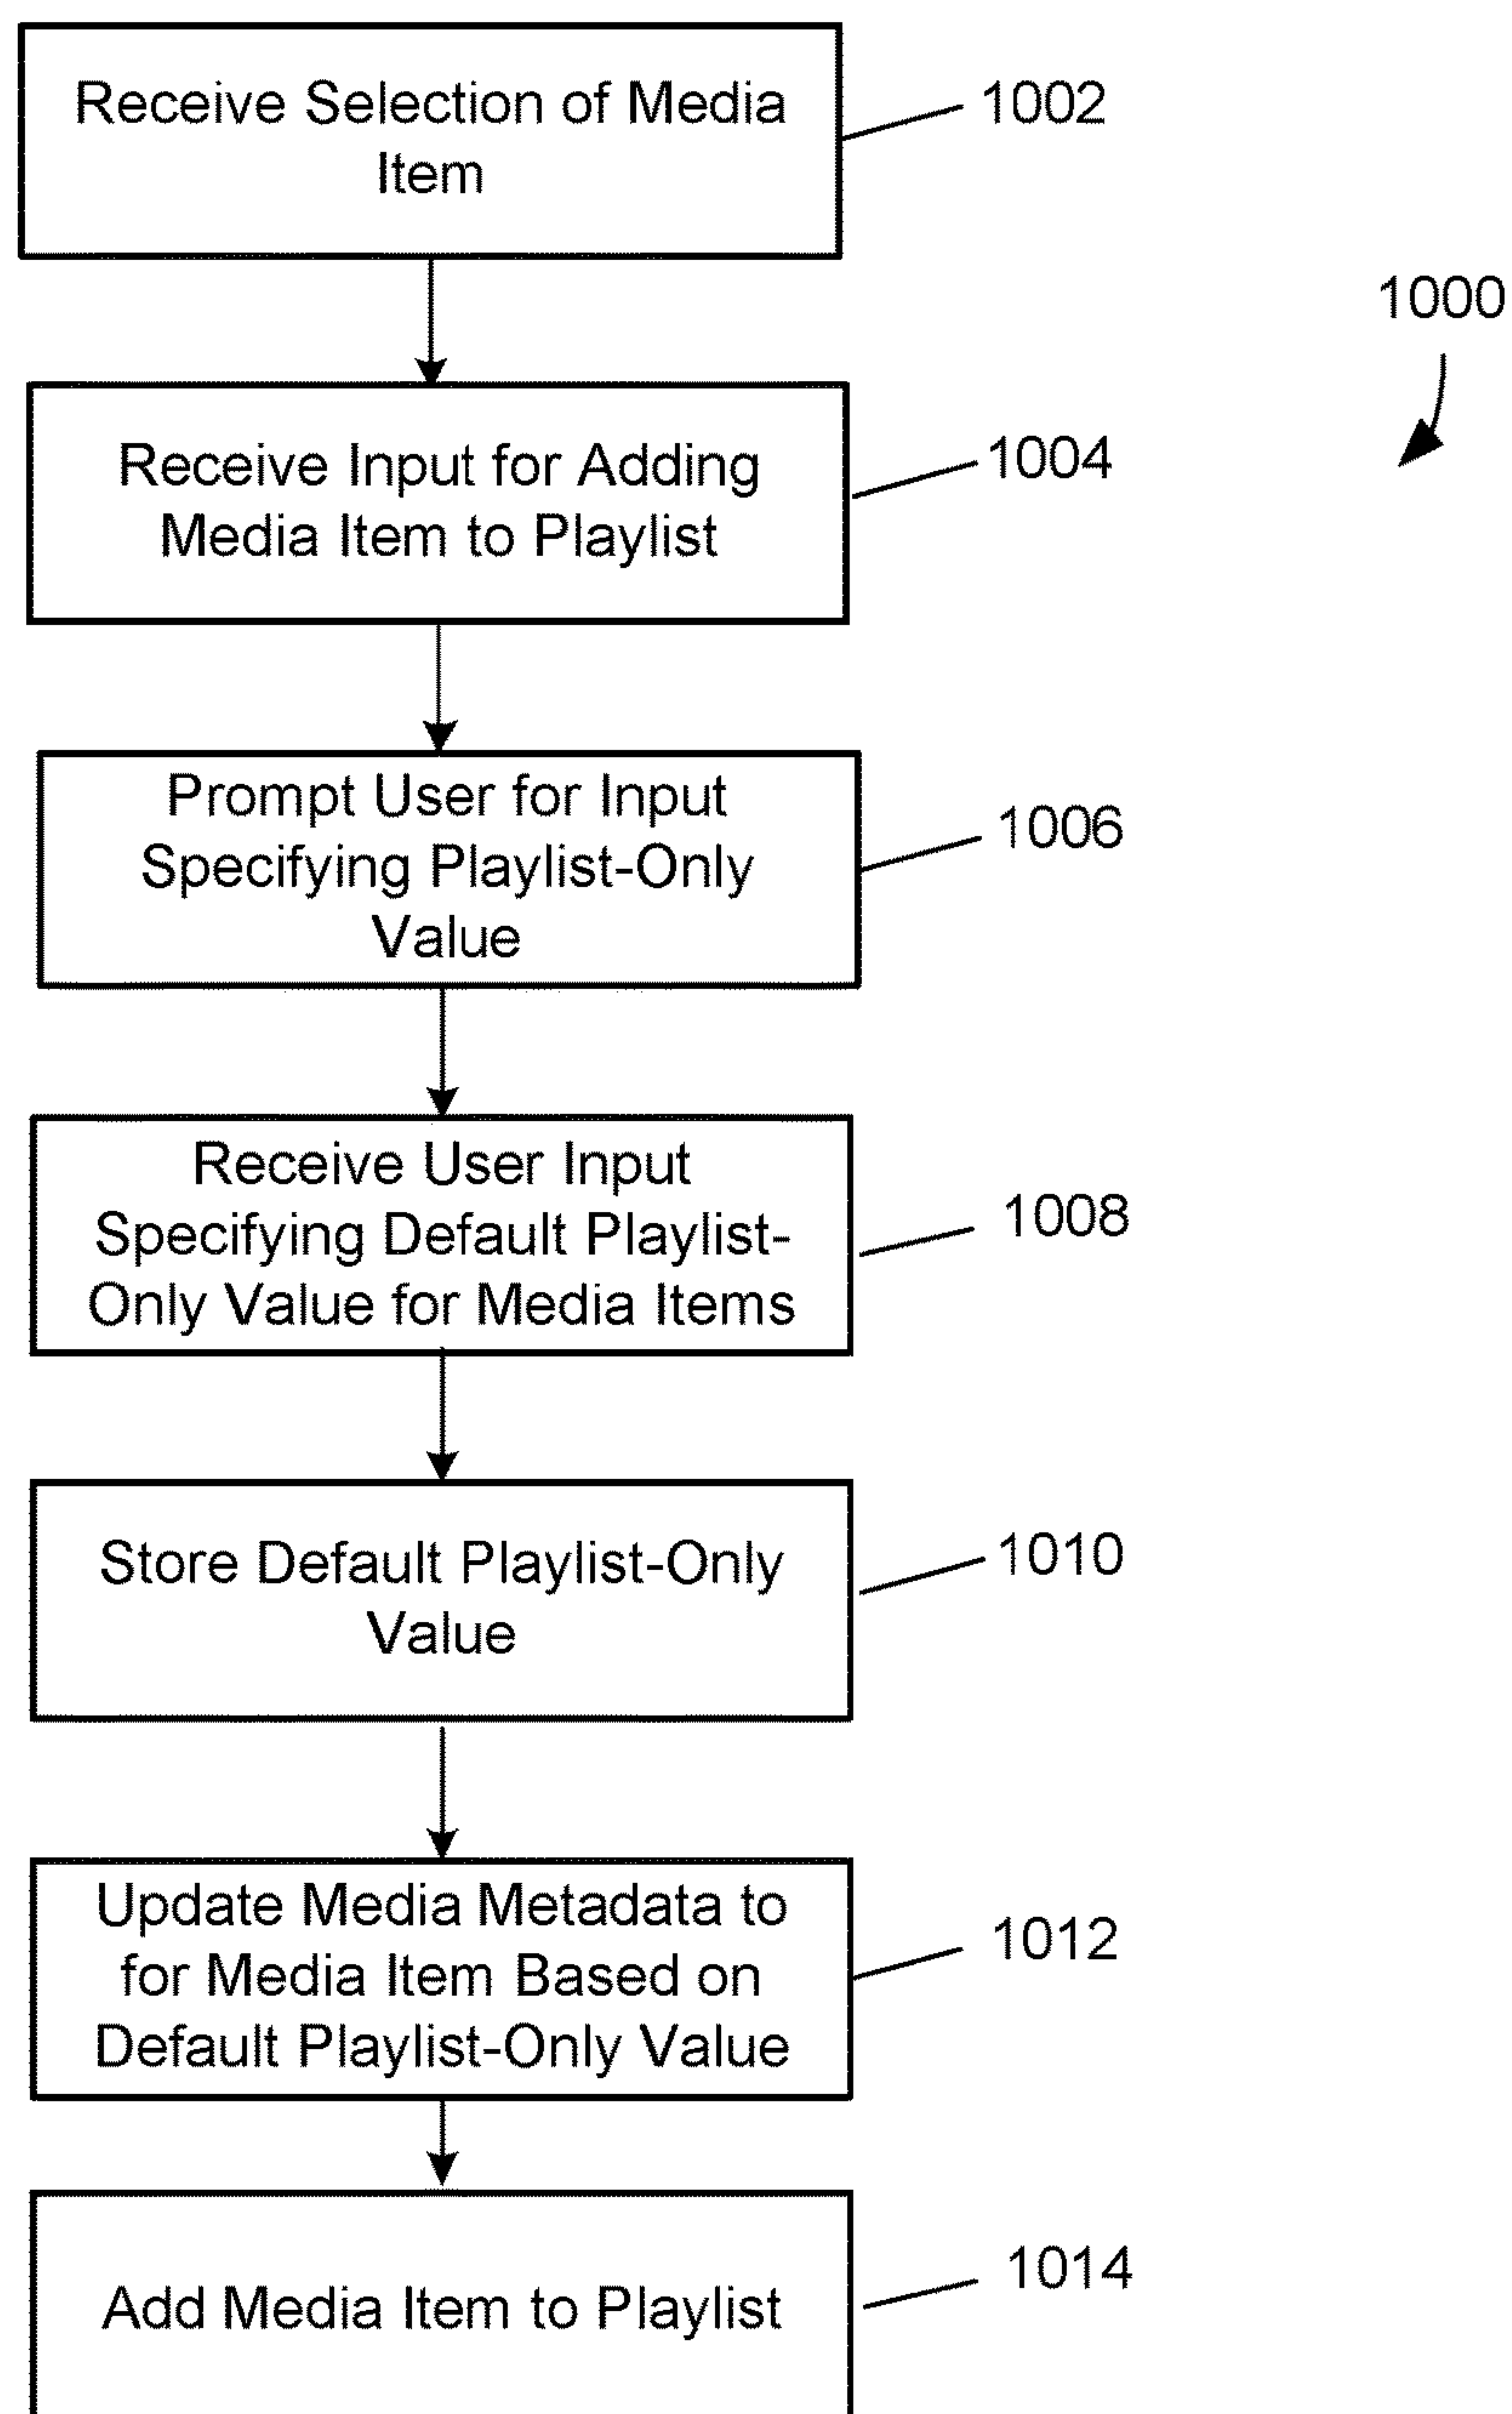 Receive Selection of Media
Item
1002
1000
Receive Input for Adding
Media Item to Playlist
1004
Prompt User for Input
Specifying Playlist-Only
Value
1006
Receive User Input
Specifying Default Playlist-
Only Value for Media Items
1008
Store Default Playlist-Only
Value
1010
Update Media Metadata to
for Media Item Based on
Default Playlist-Only Value
1012
Add Media Item to Playlist
1014